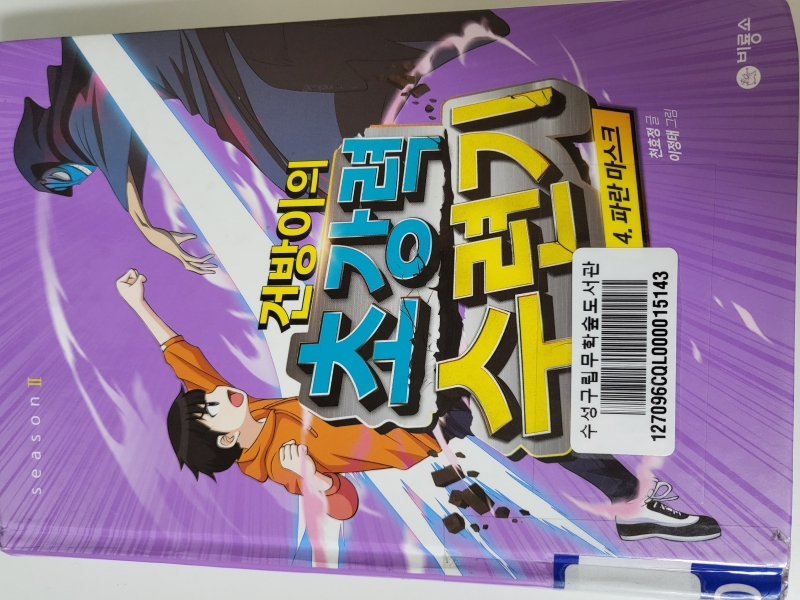 season II
건방이의
초강력
수련기
4. 파란 마스크
천효정 글
이정태 그림
비룡소
수성구립무학숲도서관
127096CQL000015143